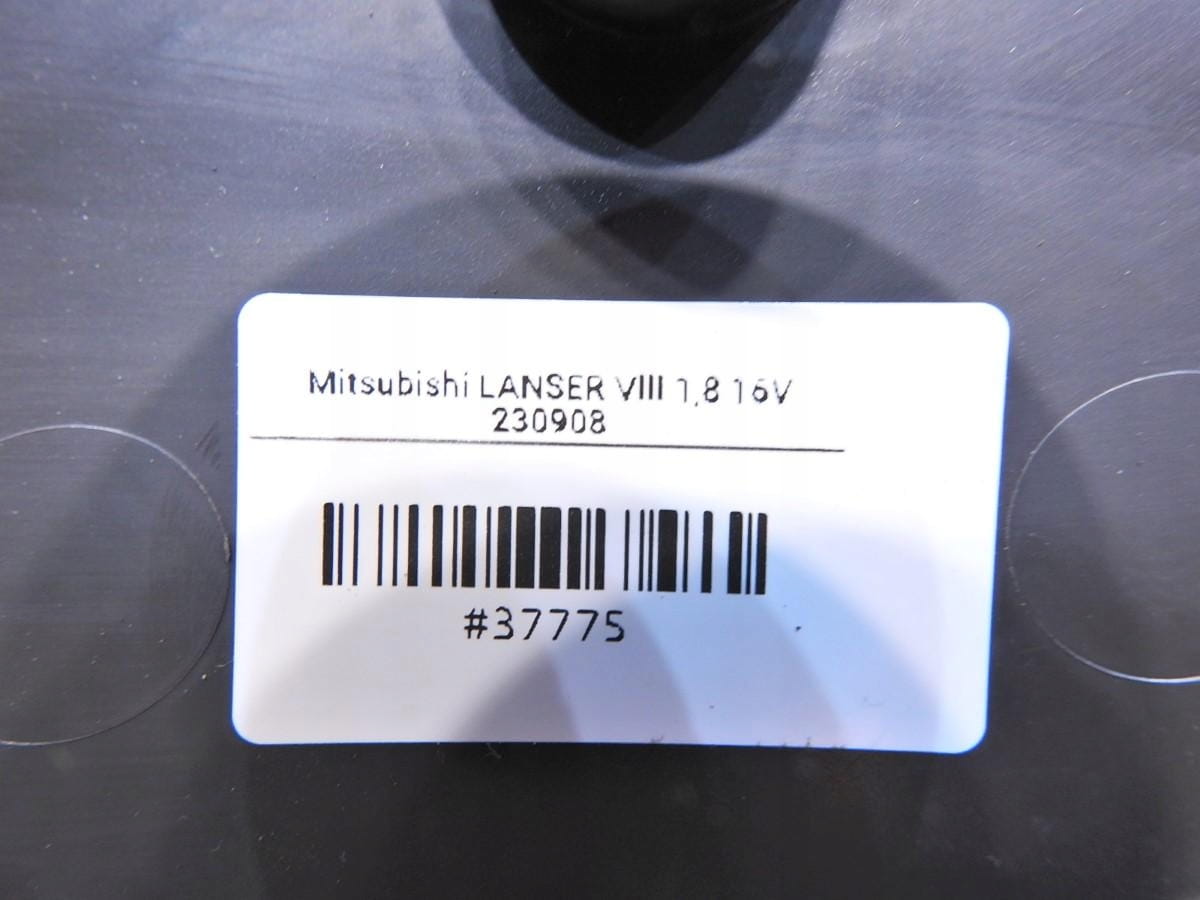 Mitsubishi LANSER VIII 1,8 16V
230908
#37775